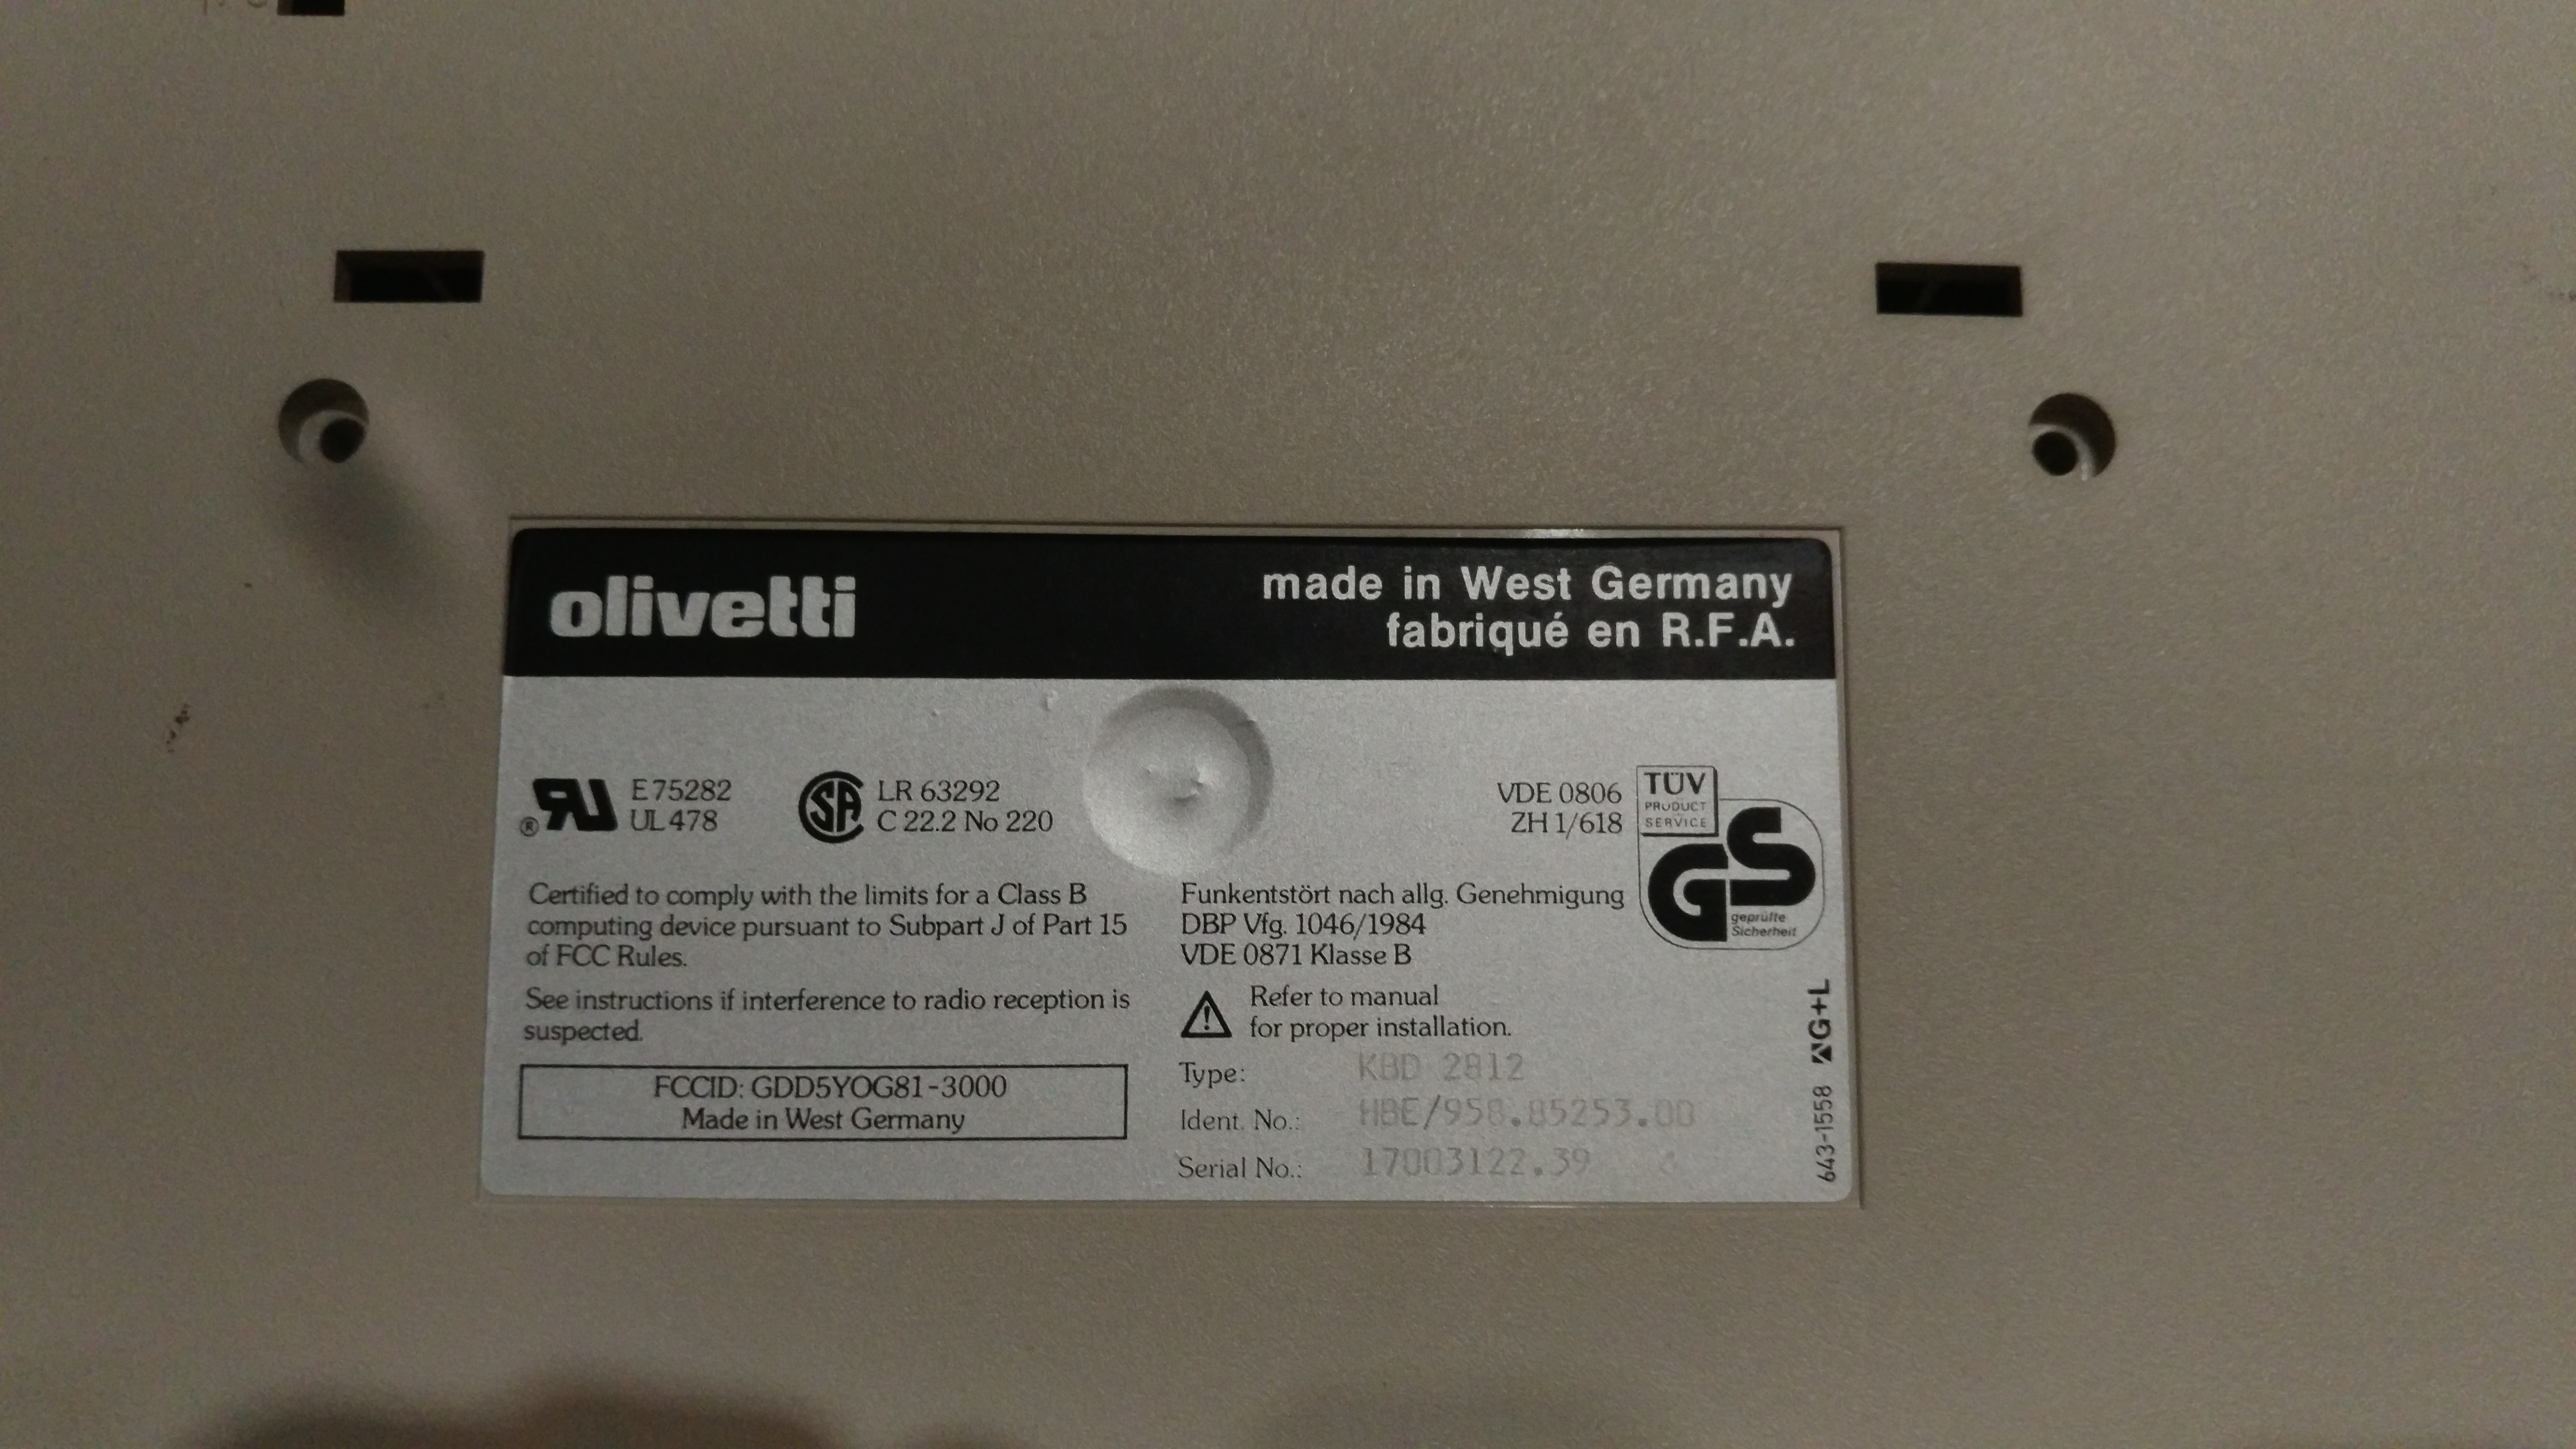 olivetti
made in West Germany
fabriqué en R.F.A.
E 75282
UL 478
LR 63292
C 22.2 No 220
VDE 0806
ZH 1/618
TÜV
PRODUCT
SERVICE
GS
geprüfte
Sicherheit
Certified to comply with the limits for a Class B
computing device pursuant to Subpart J of Part 15
of FCC Rules.
See instructions if interference to radio reception is
suspected.
FCCID: GDD5YOG81-3000
Made in West Germany
Funkentstört nach allg. Genehmigung
DBP Vfg. 1046/1984
VDE 0871 Klasse B
Refer to manual
for proper installation.
Type: KBD 2812
Ident. No.: HBE/958.85253.00
Serial No.: 17003122.39
643-1558 G+L